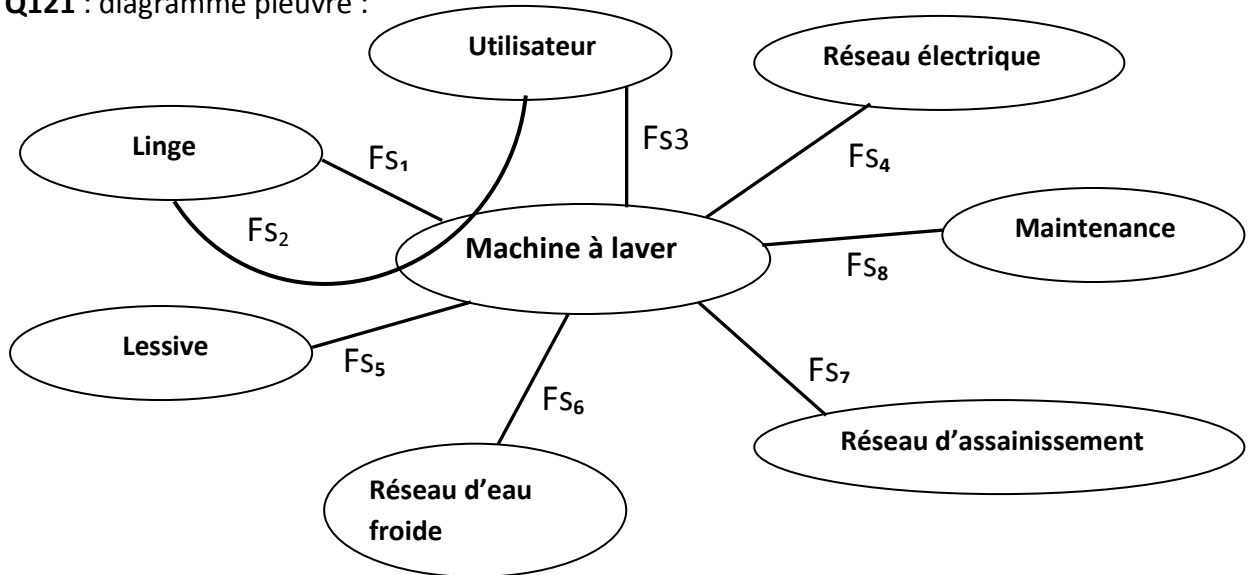 Q121 : diagramme pieuvre :
Utilisateur
Réseau électrique
Linge
Fs₁
Fs3
Fs₄
Fs₂
Machine à laver
Maintenance
Fs₈
Lessive
Fs₅
Fs₆
Fs₇
Réseau d’assainissement
Réseau d’eau
froide